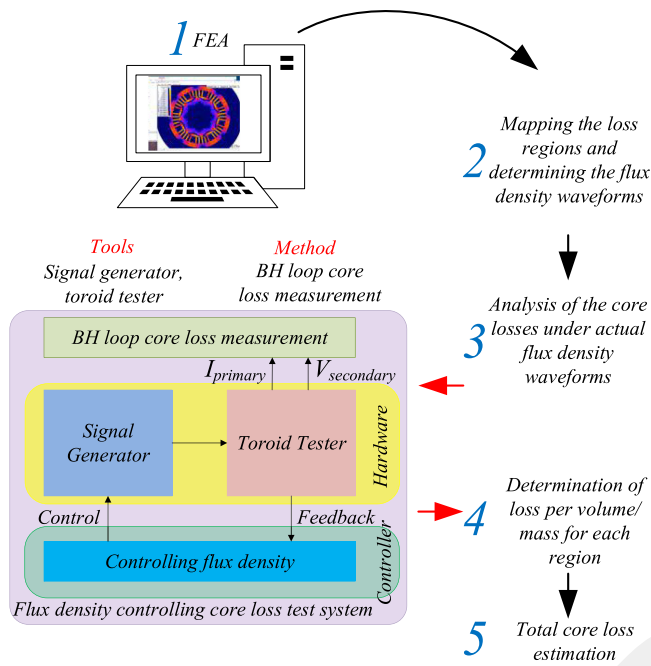 1 FEA
2
Mapping the loss
regions and
determining the flux
density waveforms
Tools
Signal generator,
toroid tester
Method
BH loop core
loss measurement
3
Analysis of the core
losses under actual
flux density
waveforms
BH loop core loss measurement
Iprimary
Vsecondary
Signal
Generator
Toroid Tester
Hardware
Control
Feedback
Controlling flux density
Controller
Flux density controlling core loss test system
4
Determination of
loss per volume/
mass for each
region
5
Total core loss
estimation